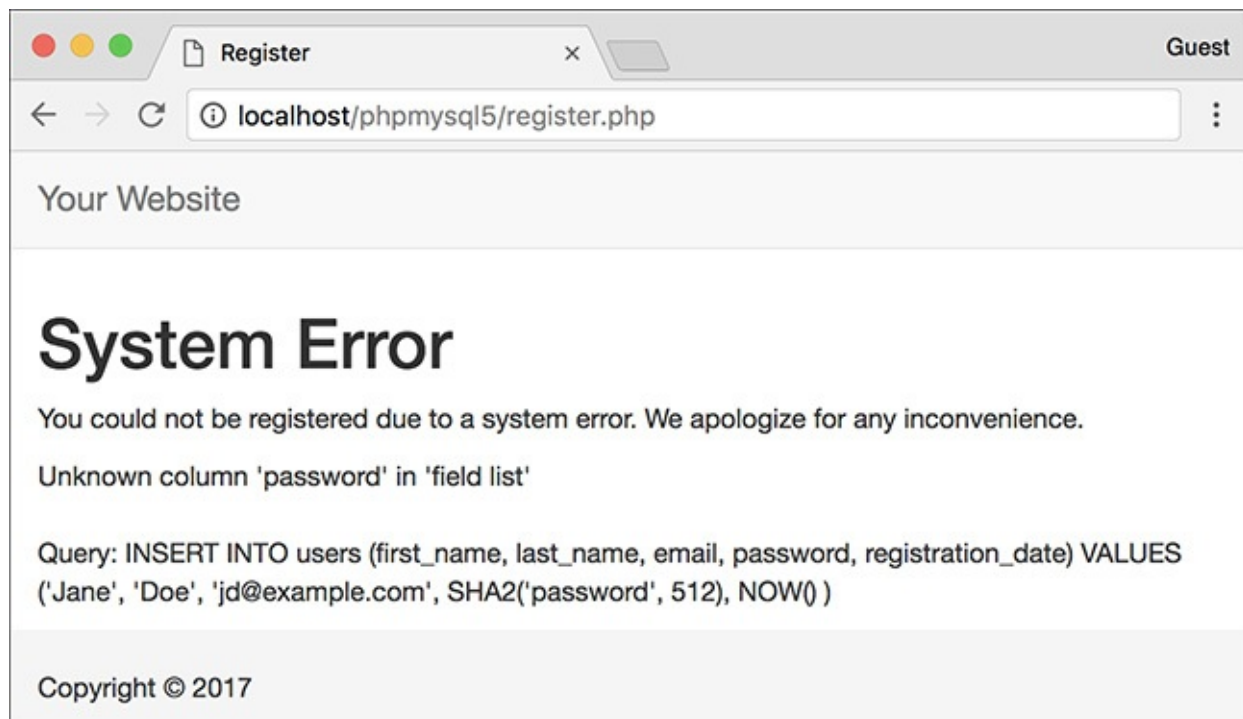 Register
Guest
localhost/phpmysql5/register.php
Your Website
System Error
You could not be registered due to a system error. We apologize for any inconvenience.
Unknown column 'password' in 'field list'
Query: INSERT INTO users (first_name, last_name, email, password, registration_date) VALUES
('Jane', 'Doe', 'jd@example.com', SHA2('password', 512), NOW() )
Copyright © 2017